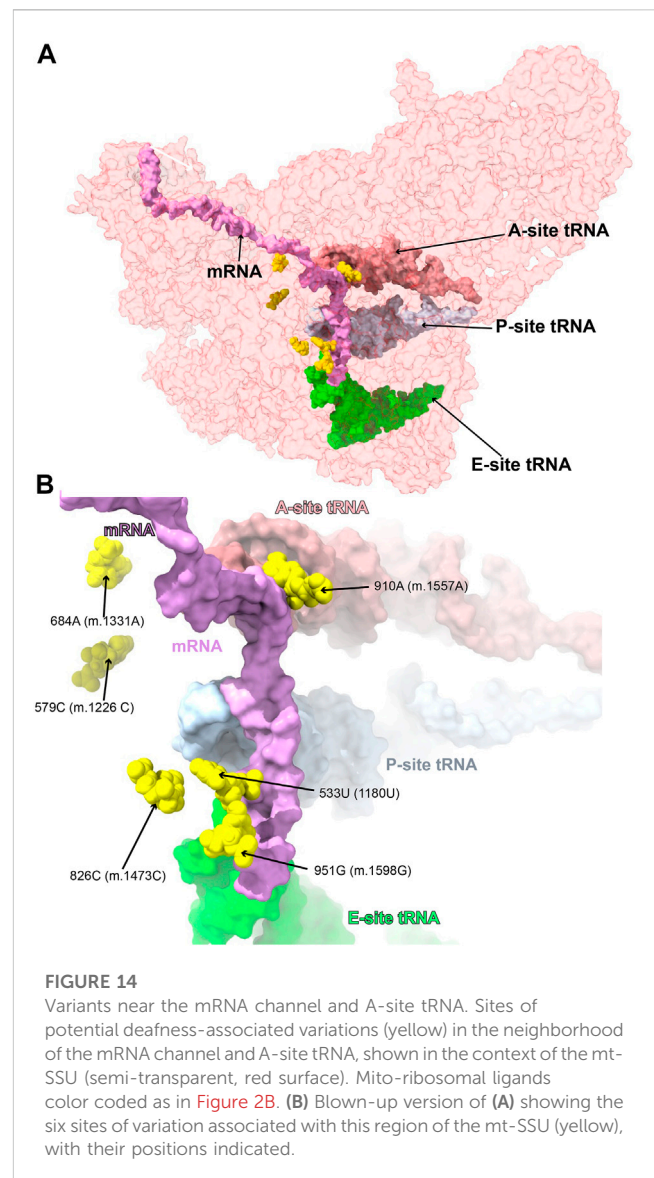 A
A-site tRNA
mRNA
P-site tRNA
E-site tRNA
B
mRNA
A-site tRNA
910A (m.1557A)
684A (m.1331A)
mRNA
579C (m.1226 C)
P-site tRNA
533U (1180U)
826C (m.1473C)
951G (m.1598G)
E-site tRNA
FIGURE 14
Variants near the mRNA channel and A-site tRNA. Sites of
potential deafness-associated variations (yellow) in the neighborhood
of the mRNA channel and A-site tRNA, shown in the context of the mt-
SSU (semi-transparent, red surface). Mito-ribosomal ligands
color coded as in Figure 2B. (B) Blown-up version of (A) showing the
six sites of variation associated with this region of the mt-SSU (yellow),
with their positions indicated.